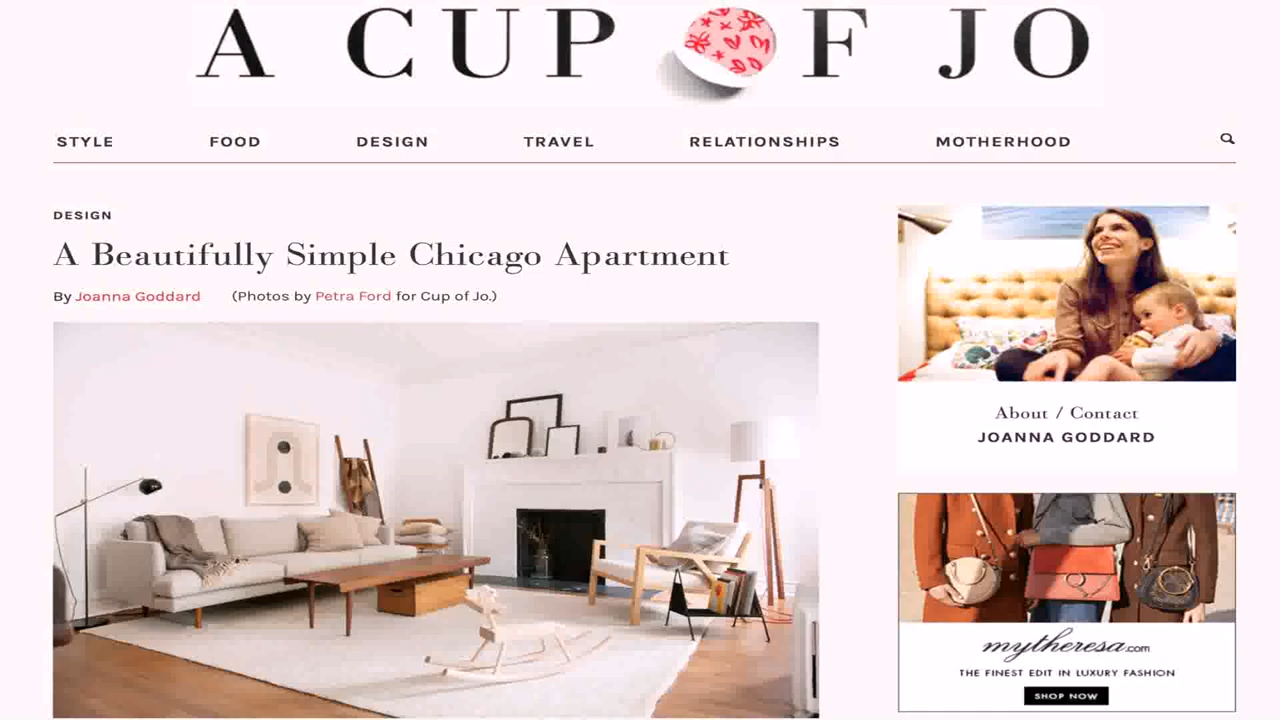 A CUP OF JO
STYLE FOOD DESIGN TRAVEL RELATIONSHIPS MOTHERHOOD
DESIGN
A Beautifully Simple Chicago Apartment
By Joanna Goddard (Photos by Petra Ford for Cup of Jo.)
About / Contact
JOANNA GODDARD
mytheresa.com
THE FINEST EDIT IN LUXURY FASHION
SHOP NOW